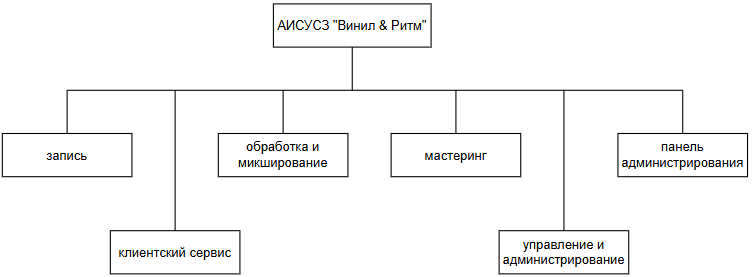 АИСУСЗ "Винил & Ритм"
запись
обработка и
микширование
мастеринг
панель
администрирования
клиентский сервис
управление и
администрирование